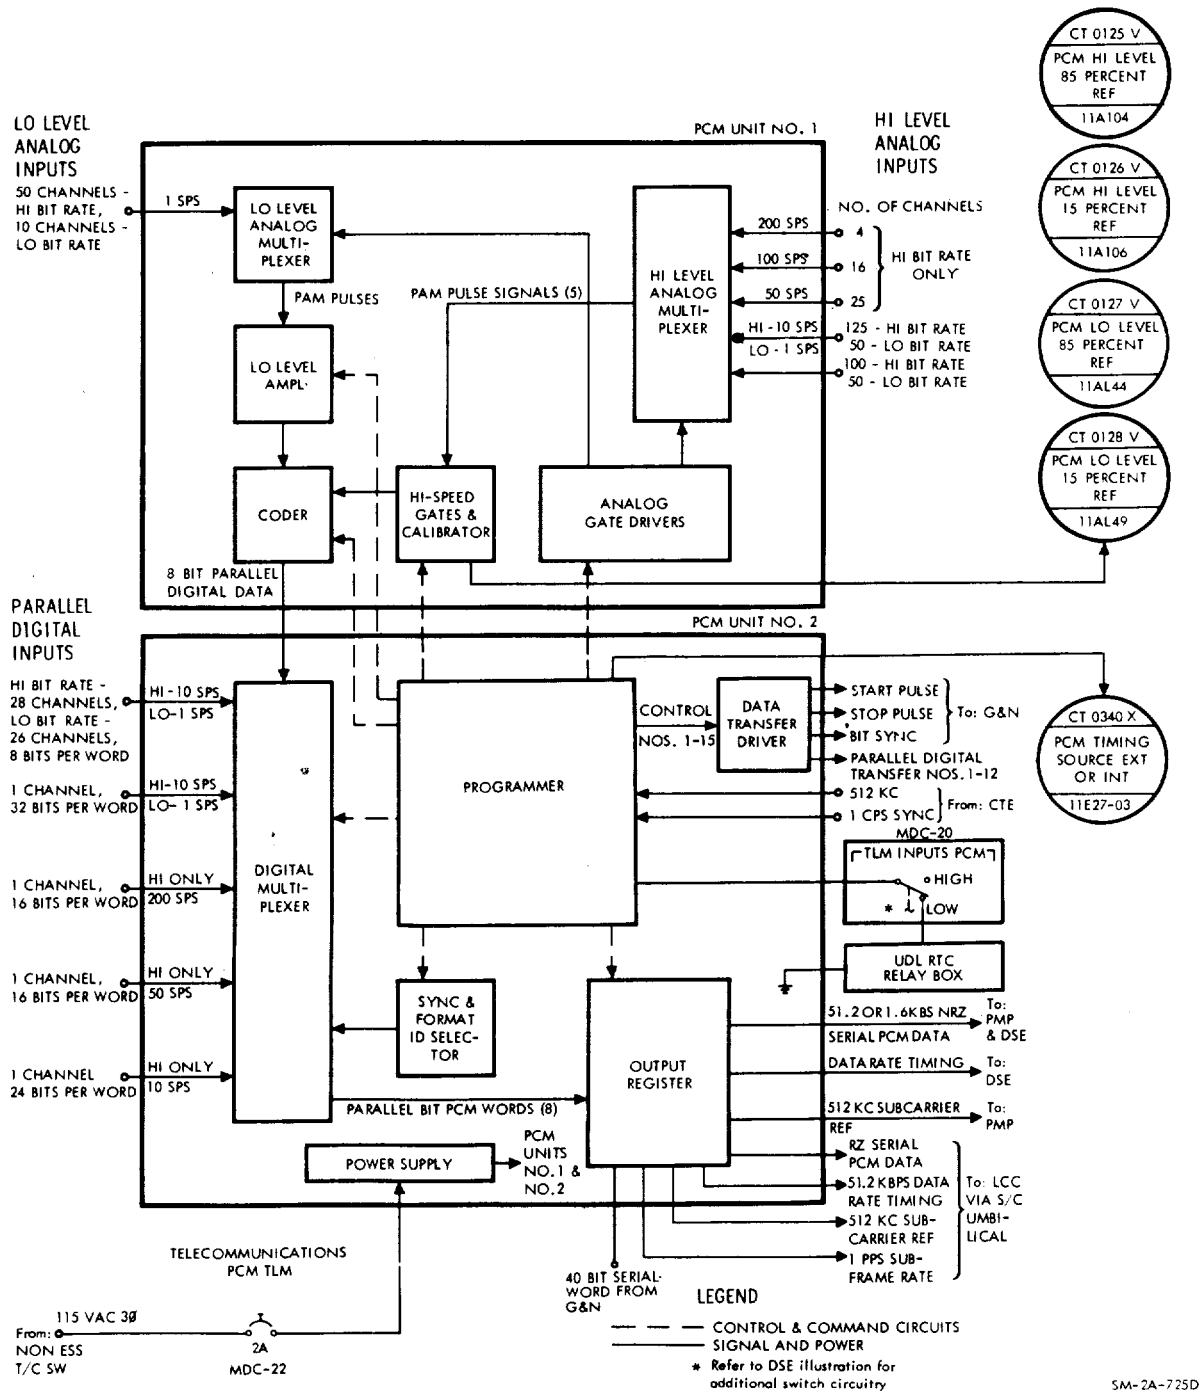 CT 0125 V
PCM HI LEVEL
85 PERCENT
REF
11A104
CT 0126 V
PCM HI LEVEL
15 PERCENT
REF
11A106
CT 0127 V
PCM LO LEVEL
85 PERCENT
REF
11AL44
CT 0128 V
PCM LO LEVEL
15 PERCENT
REF
11AL49
LO LEVEL
ANALOG
INPUTS
50 CHANNELS -
HI BIT RATE,
10 CHANNELS -
LO BIT RATE
PCM UNIT NO. 1
1 SPS
LO LEVEL
ANALOG
MULTI-
PLEXER
PAM PULSES
LO LEVEL
AMPL
CODER
8 BIT PARALLEL
DIGITAL DATA
PAM PULSE SIGNALS (5)
HI-SPEED
GATES &
CALIBRATOR
ANALOG
GATE DRIVERS
HI LEVEL
ANALOG
MULTI-
PLEXER
HI LEVEL
ANALOG
INPUTS
NO. OF CHANNELS
200 SPS
4
100 SPS
16
50 SPS
25
HI BIT RATE
ONLY
HI-10 SPS
LO-1 SPS
125 - HI BIT RATE
50 - LO BIT RATE
100 - HI BIT RATE
50 - LO BIT RATE
PARALLEL
DIGITAL
INPUTS
PCM UNIT NO. 2
HI BIT RATE -
28 CHANNELS,
LO BIT RATE -
26 CHANNELS,
8 BITS PER WORD
HI-10 SPS
LO-1 SPS
1 CHANNEL,
32 BITS PER WORD
HI-10 SPS
LO-1 SPS
1 CHANNEL,
16 BITS PER WORD
HI ONLY
200 SPS
1 CHANNEL,
16 BITS PER WORD
HI ONLY
50 SPS
1 CHANNEL
24 BITS PER WORD
HI ONLY
10 SPS
DIGITAL
MULTI-
PLEXER
PROGRAMMER
SYNC &
FORMAT
ID SELEC-
TOR
PARALLEL BIT PCM WORDS (8)
POWER SUPPLY
PCM
UNITS
NO.1 &
NO.2
CONTROL
NOS. 1-15
DATA
TRANSFER
DRIVER
START PULSE
STOP PULSE
BIT SYNC
To: G&N
PARALLEL DIGITAL
TRANSFER NOS. 1-12
512 KC
1 CPS SYNC
From: CTE
CT 0340 X
PCM TIMING
SOURCE EXT
OR INT
11E27-03
MDC-20
TLM INPUTS PCM
HIGH
* LOW
UDL RTC
RELAY BOX
OUTPUT
REGISTER
51.2 OR 1.6KBS NRZ
SERIAL PCM DATA
To:
PMP
& DSE
DATA RATE TIMING
To:
DSE
512 KC SUBCARRIER
REF
To:
PMP
RZ SERIAL
PCM DATA
51.2 KBPS DATA
RATE TIMING
512 KC SUB-
CARRIER REF
1 PPS SUB-
FRAME RATE
To: LCC
VIA S/C
UMBI-
LICAL
40 BIT SERIAL
WORD FROM
G&N
TELECOMMUNICATIONS
PCM TLM
115 VAC 3Ø
From:
NON ESS
T/C SW
2A
MDC-22
LEGEND
CONTROL & COMMAND CIRCUITS
SIGNAL AND POWER
* Refer to DSE illustration for
additional switch circuitry
SM-2A-725D